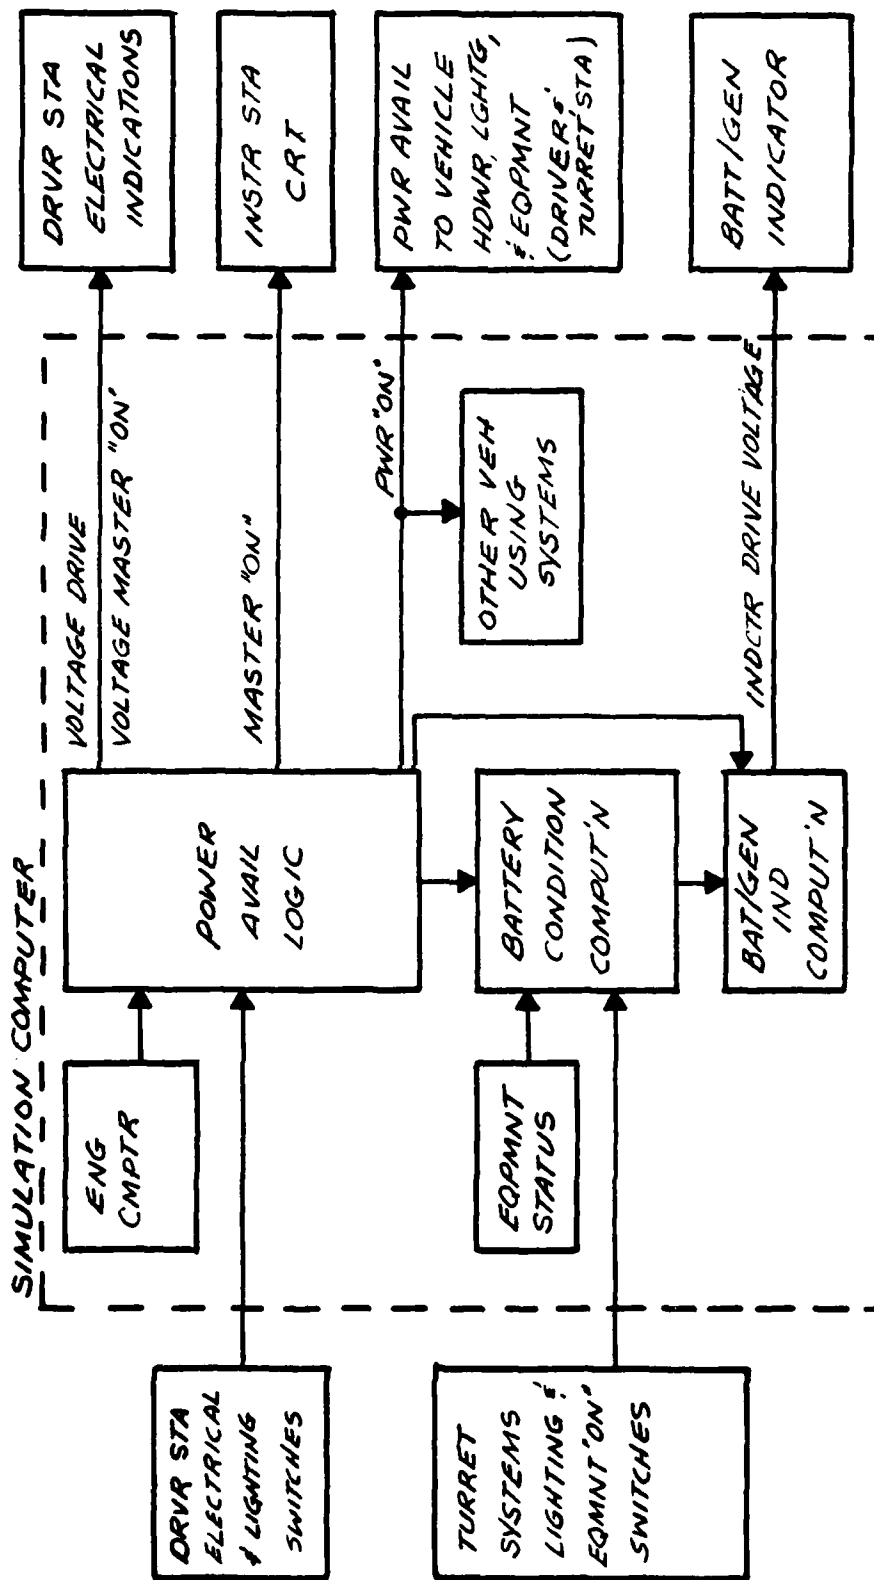 SIMULATION COMPUTER
DRVR STA
ELECTRICAL
& LIGHTING
SWITCHES
TURRET
SYSTEMS
LIGHTING &
EQMNT "ON"
SWITCHES
ENG
CMPTR
EQPMNT
STATUS
POWER
AVAIL
LOGIC
BATTERY
CONDITION
COMPUT'N
BAT/GEN
IND
COMPUT'N
VOLTAGE DRIVE
VOLTAGE MASTER "ON"
MASTER "ON"
PWR "ON"
OTHER VEH
USING
SYSTEMS
INDCTR DRIVE VOLTAGE
DRVR STA
ELECTRICAL
INDICATIONS
INSTR STA
CRT
PWR AVAIL
TO VEHICLE
HDWR, LGHTG,
& EQPMNT
(DRIVER'S &
TURRET STA)
BATT/GEN
INDICATOR